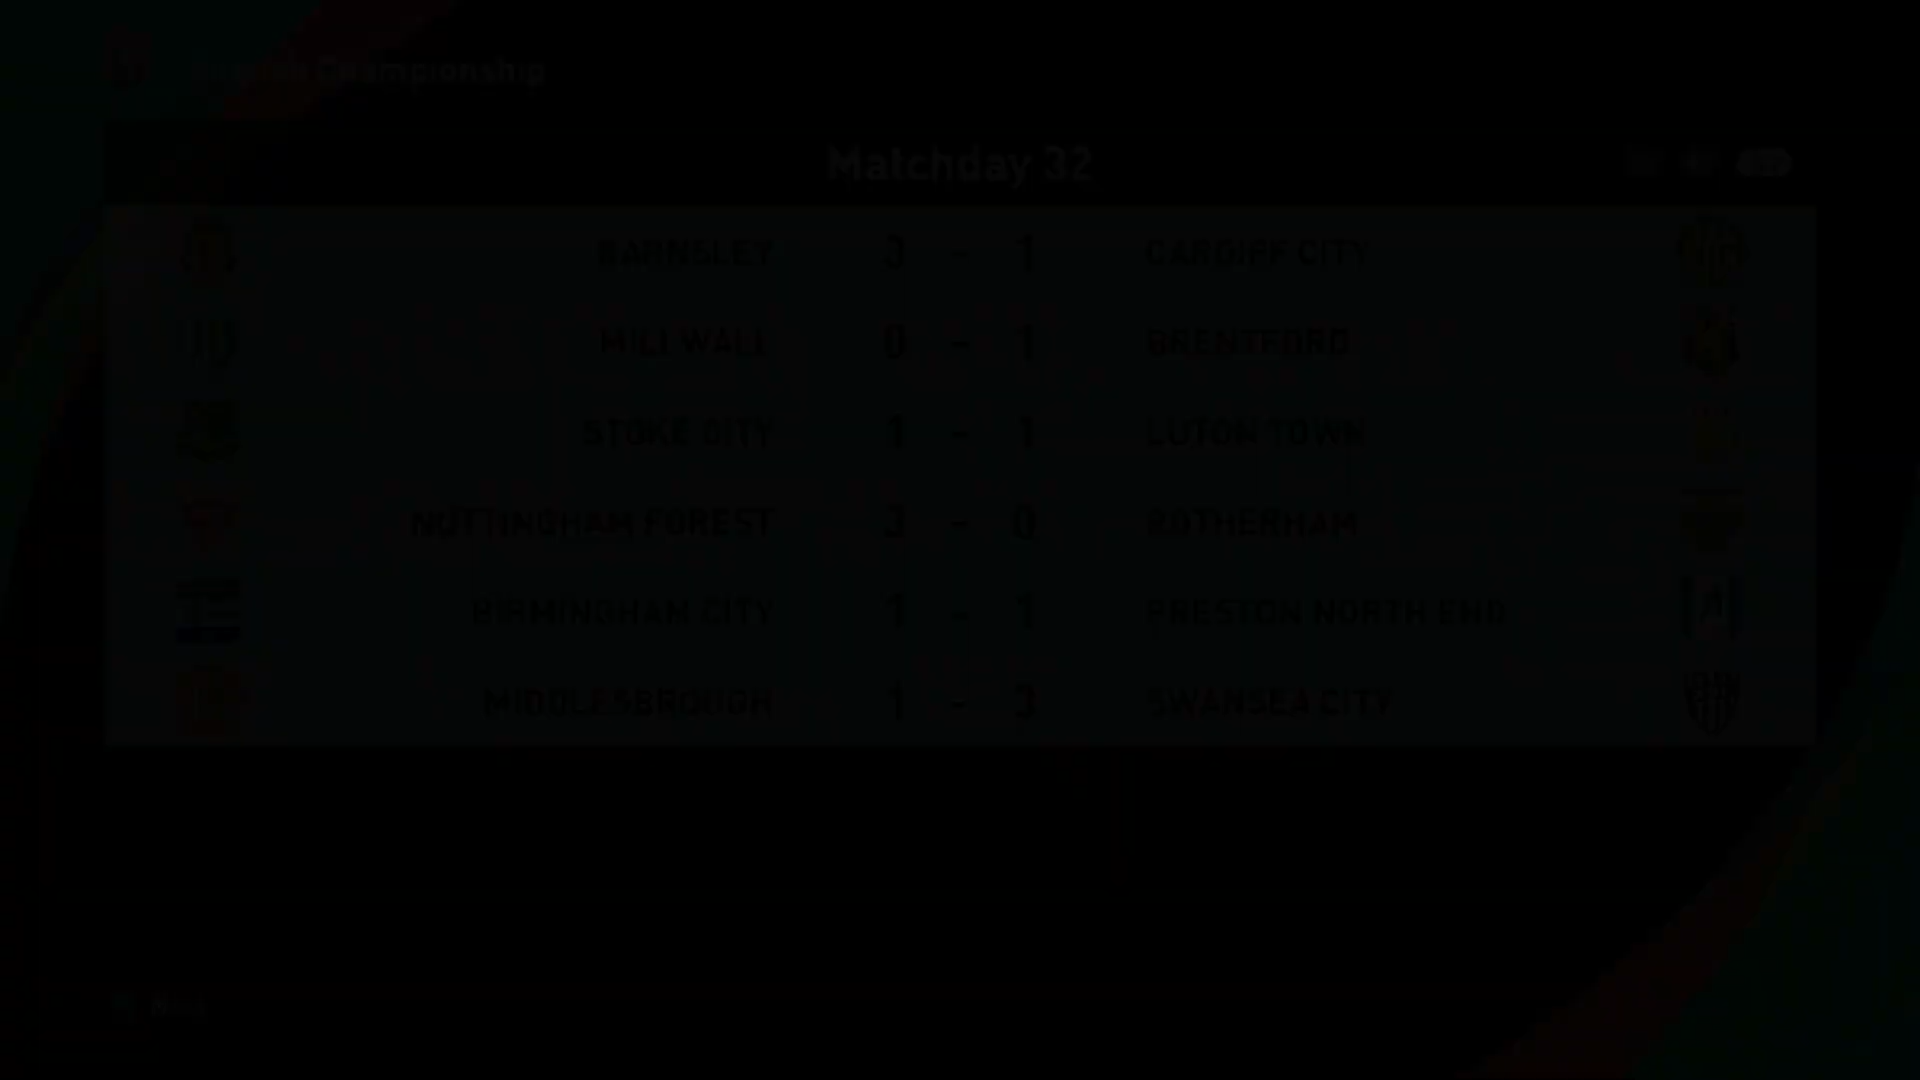 Championship
Matchday 32
BARNSLEY 3 - 1 CARDIFF CITY
MILLWALL 0 - 1 BRENTFORD
STOKE CITY 1 - 1 LUTON TOWN
NOTTINGHAM FOREST 3 - 0 ROTHERHAM
BIRMINGHAM CITY 1 - 1 PRESTON NORTH END
MIDDLESBROUGH 1 - 3 SWANSEA CITY
Next